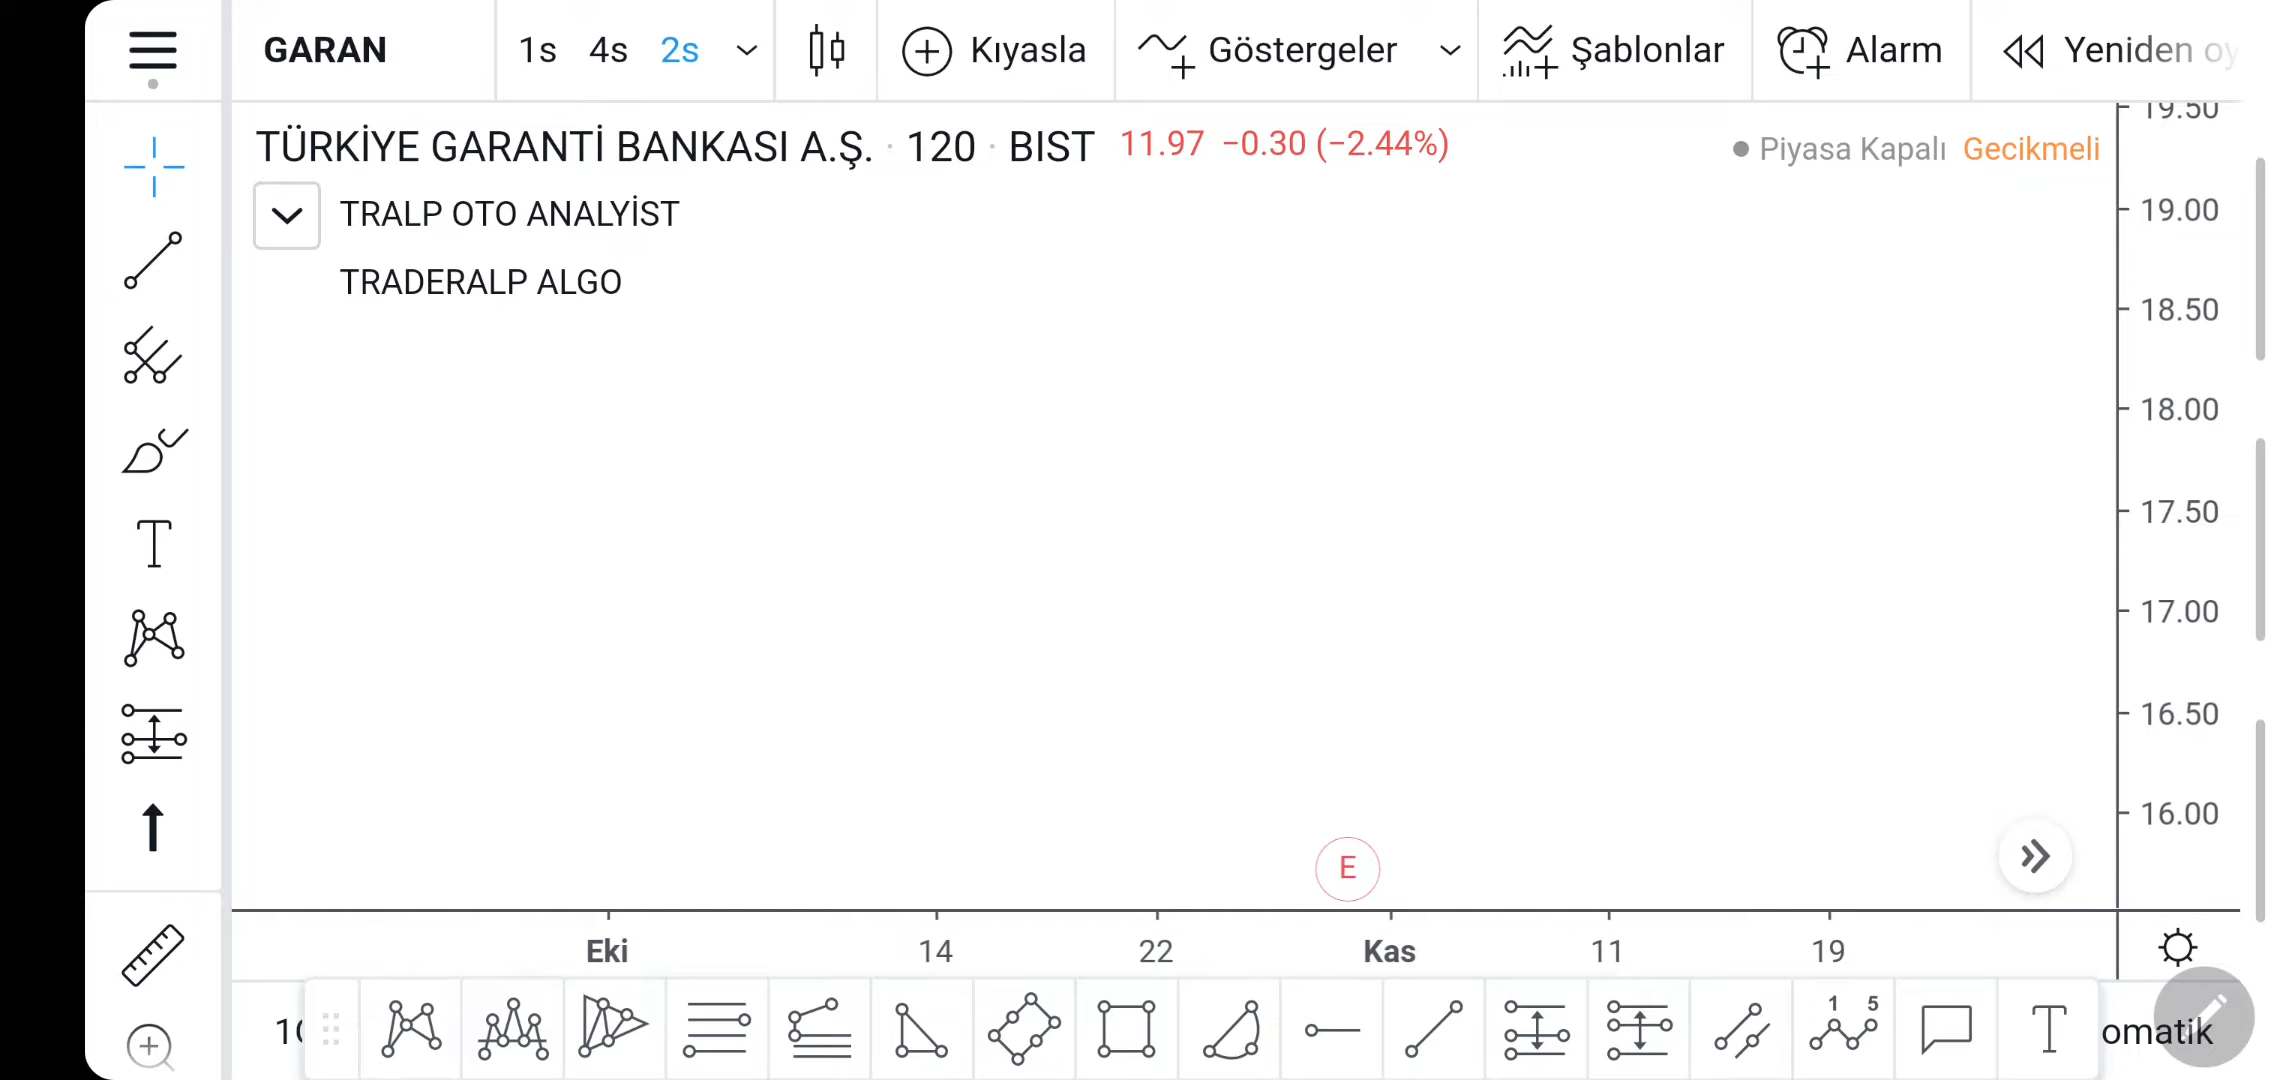 GARAN 1s 4s 2s Kıyasla Göstergeler Şablonlar Alarm Yeniden oy
TÜRKİYE GARANTİ BANKASI A.Ş. · 120 · BIST 11.97 −0.30 (−2.44%) Piyasa Kapalı Gecikmeli
TRALP OTO ANALYİST
TRADERALP ALGO
19.50
19.00
18.50
18.00
17.50
17.00
16.50
16.00
E
Eki 14 22 Kas 11 19
1 5
omatik